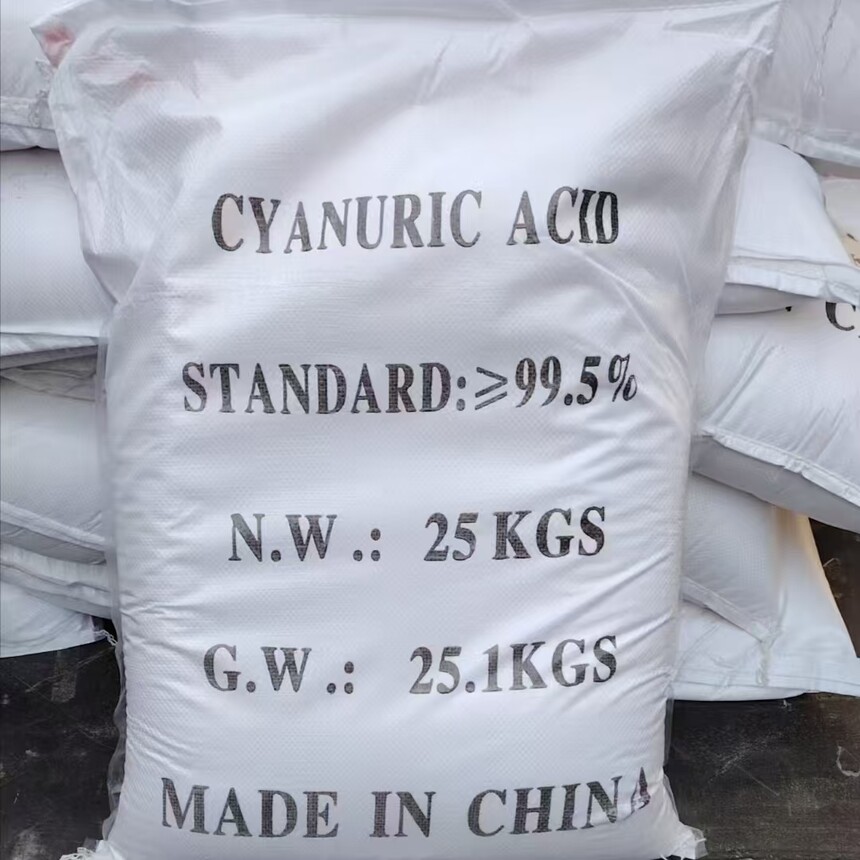 CYANURIC ACID
STANDARD:≥99.5%
N.W.: 25KGS
G.W.: 25.1KGS
MADE IN CHINA